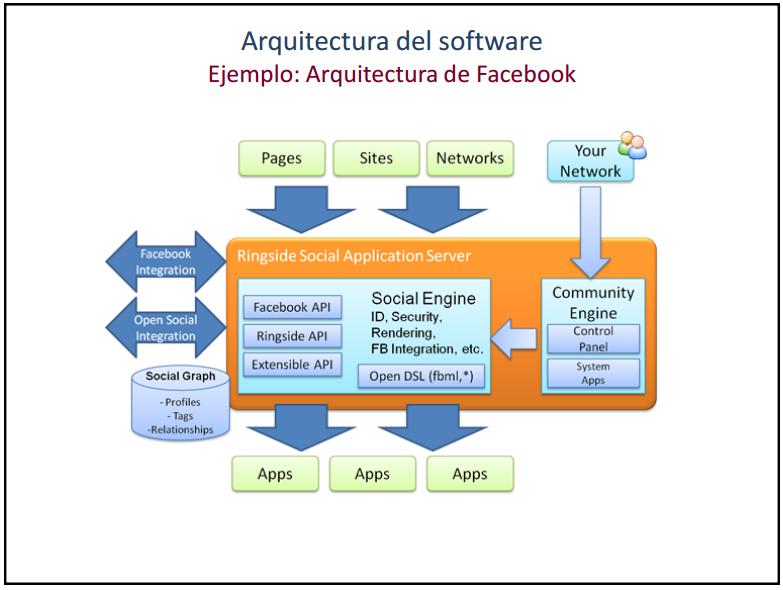 Arquitectura del software
Ejemplo: Arquitectura de Facebook
Pages
Sites
Networks
Your
Network
Facebook
Integration
Open Social
Integration
Social Graph
- Profiles
- Tags
-Relationships
Ringside Social Application Server
Facebook API
Ringside API
Extensible API
Social Engine
ID, Security,
Rendering,
FB Integration, etc.
Open DSL (fbml,*)
Community
Engine
Control
Panel
System
Apps
Apps
Apps
Apps